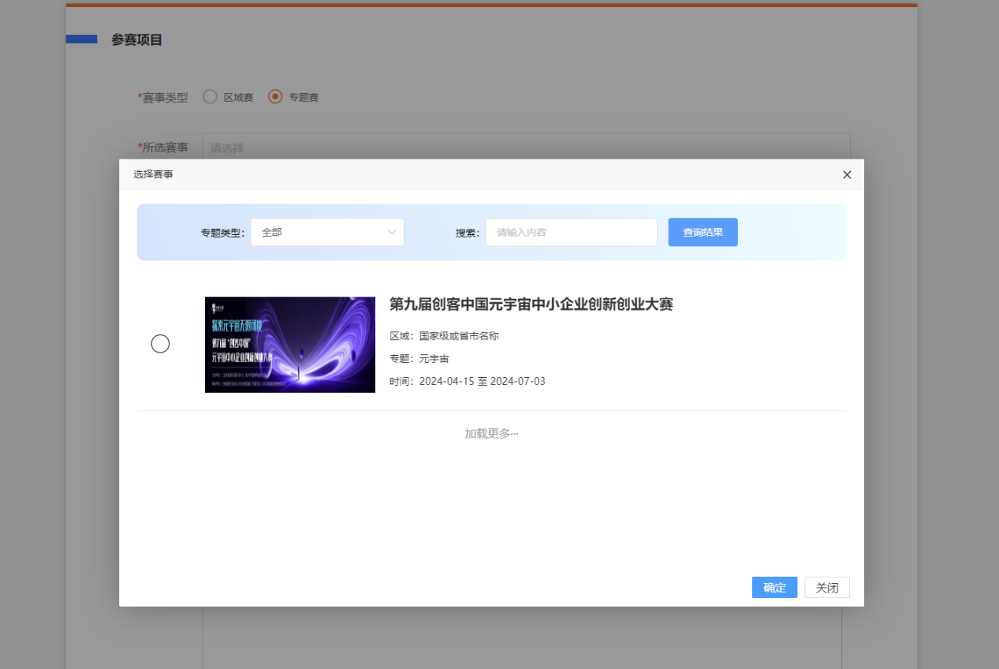 参赛项目
*赛事类型 区域赛 专题赛
*所选赛事 请选择
选择赛事
专题类型： 全部 搜索： 请输入内容 查询结果
探索元宇宙无限可能
第九届“创客中国”
元宇宙中小企业创新创业大赛
第九届创客中国元宇宙中小企业创新创业大赛
区域：国家级或省市名称
专题：元宇宙
时间：2024-04-15 至 2024-07-03
加载更多···
确定 关闭